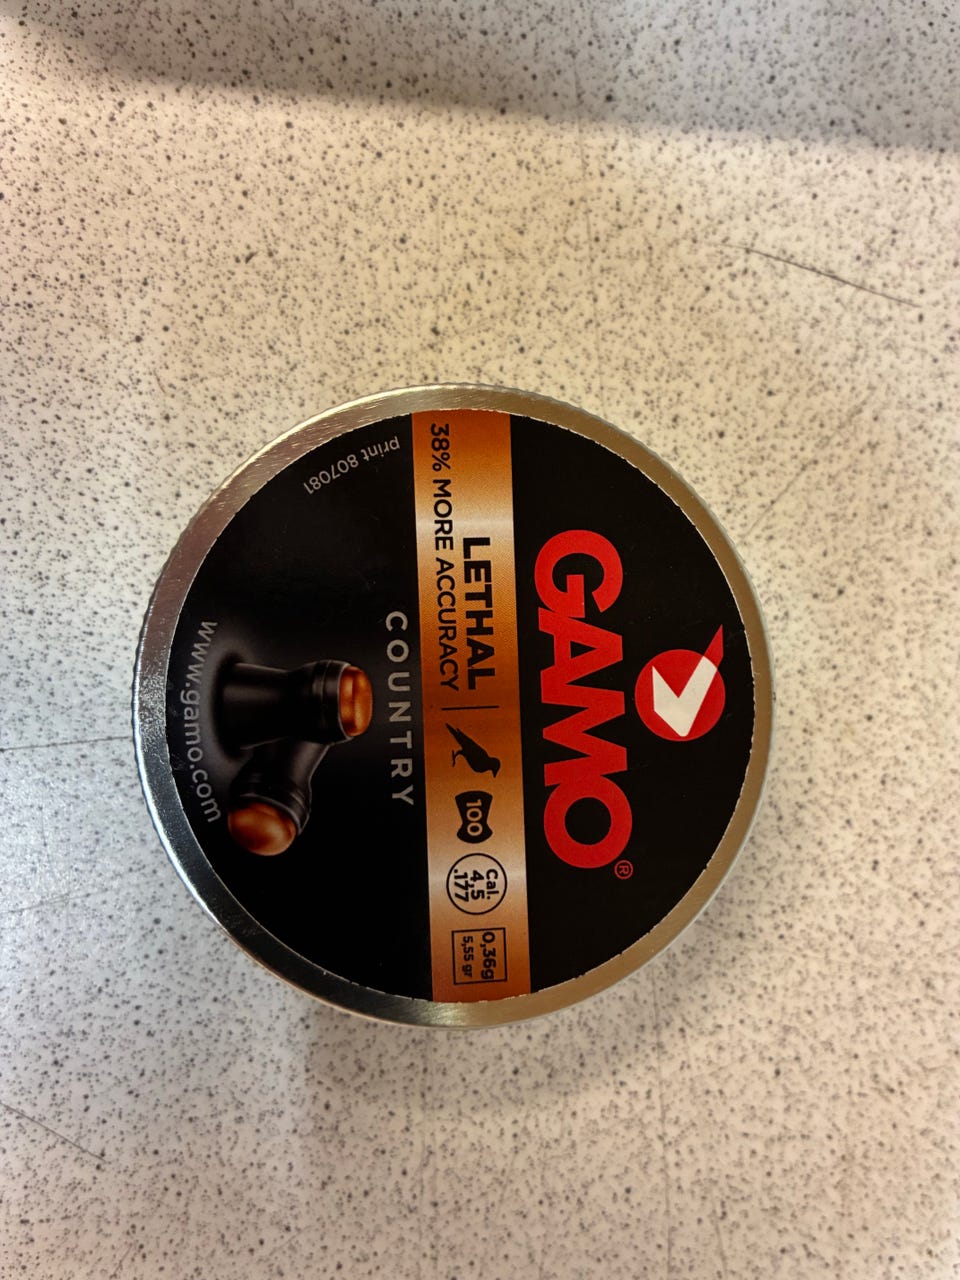 GAMO®
LETHAL
38% MORE ACCURACY
100
Cal.
4,5
.177
0,36g
5,55 gr
COUNTRY
www.gamo.com
print 807081